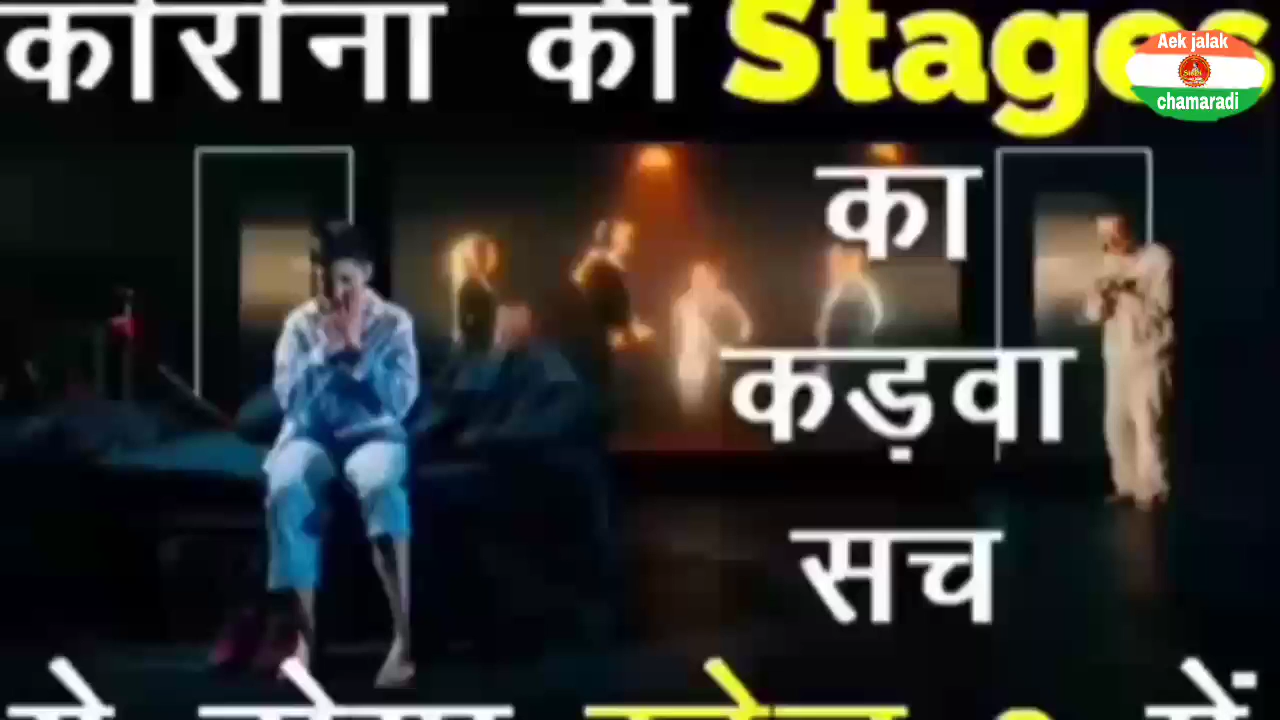 कोरोना की Stages
Aek jalak
chamaradi
का
कड़वा
सच